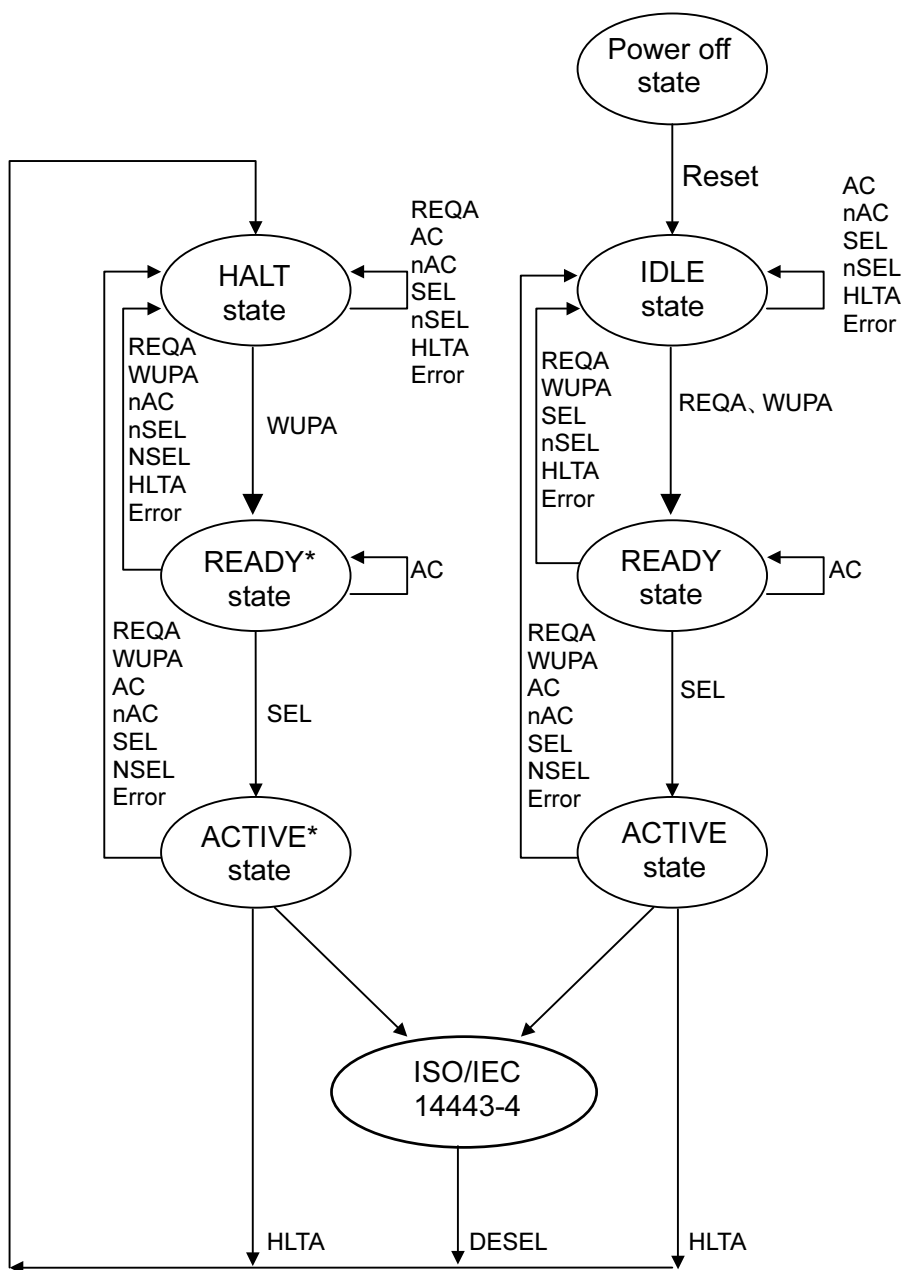 Power off
state
Reset
HALT
state
REQA
AC
nAC
SEL
nSEL
HLTA
Error
IDLE
state
AC
nAC
SEL
nSEL
HLTA
Error
REQA
WUPA
nAC
nSEL
NSEL
HLTA
Error
WUPA
REQA
WUPA
SEL
nSEL
HLTA
Error
REQA、WUPA
READY*
state
AC
READY
state
AC
REQA
WUPA
AC
nAC
SEL
NSEL
Error
SEL
REQA
WUPA
AC
nAC
SEL
NSEL
Error
SEL
ACTIVE*
state
ACTIVE
state
ISO/IEC
14443-4
HLTA
DESEL
HLTA